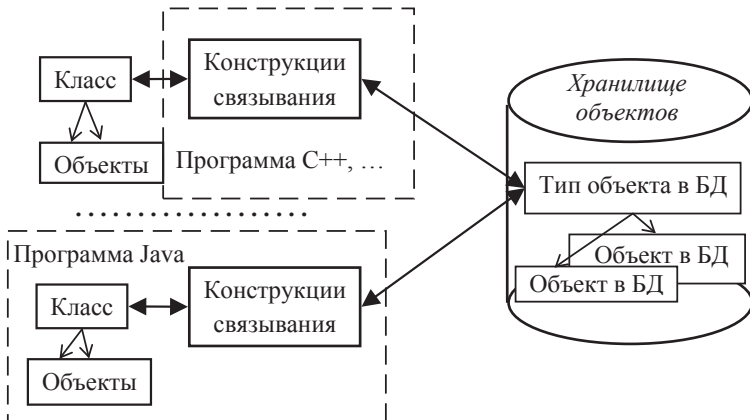 Класс
Конструкции
связывания
Объекты
Программа C++, …
Программа Java
Класс
Конструкции
связывания
Объекты
Хранилище
объектов
Тип объекта в БД
Объект в БД
Объект в БД